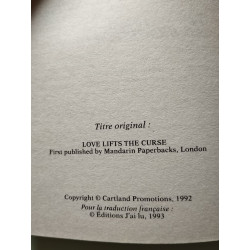 Titre original :
LOVE LIFTS THE CURSE
First published by Mandarin Paperbacks, London
Copyright © Cartland Promotions, 1992
Pour la traduction française :
© Éditions J'ai lu, 1993